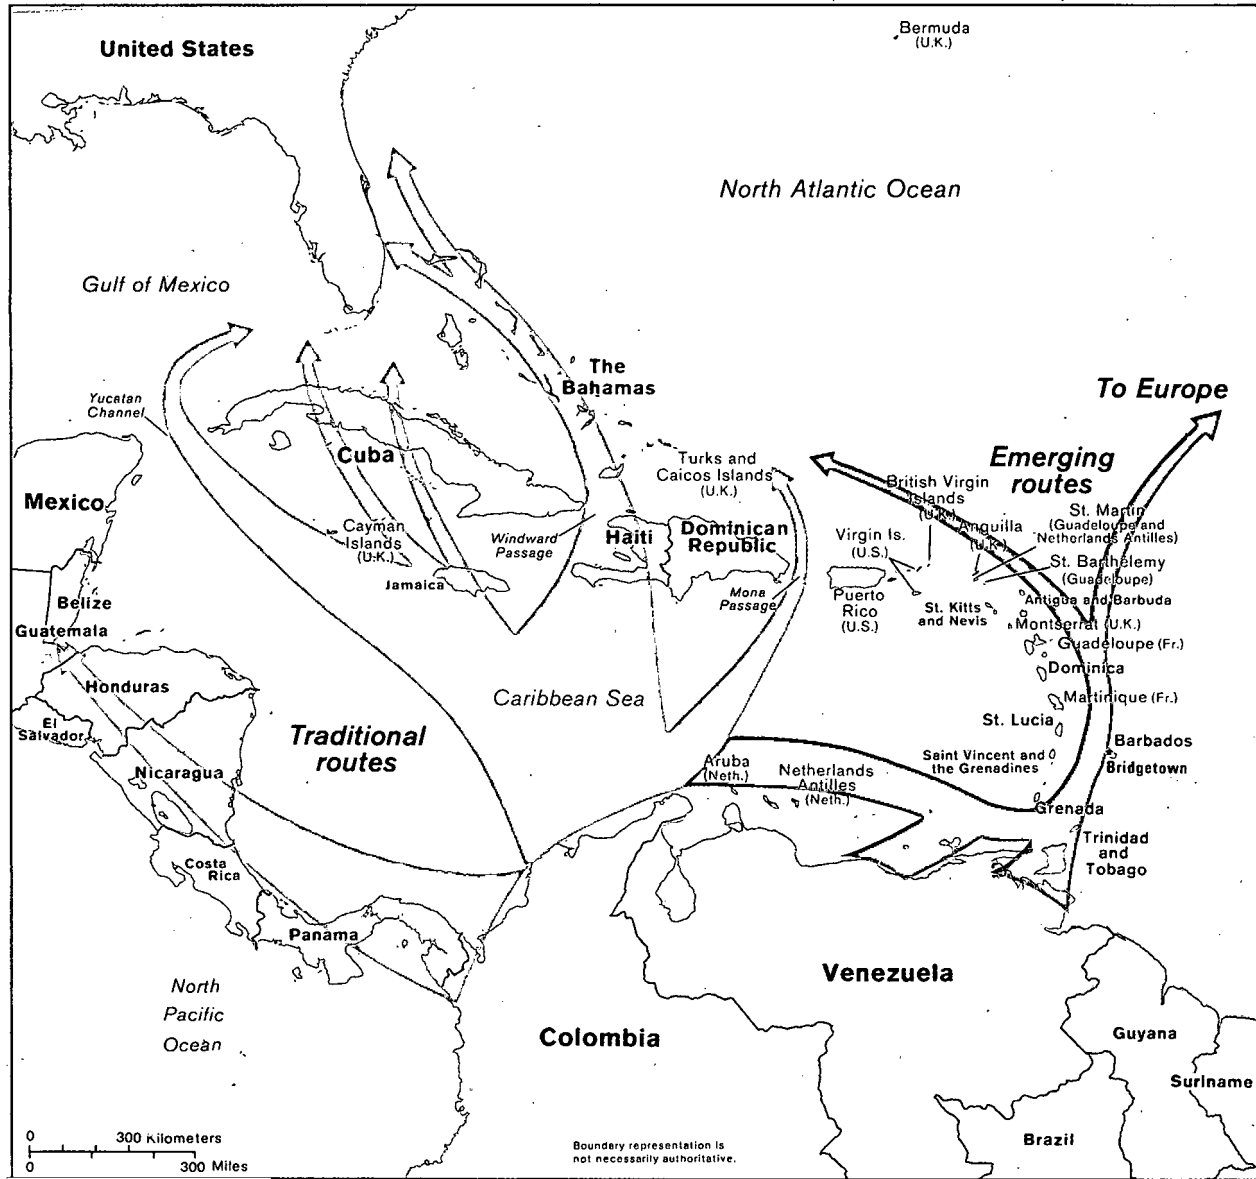 United States
Bermuda
(U.K.)
North Atlantic Ocean
Gulf of Mexico
The
Bahamas
To Europe
Yucatan
Channel
Cuba
Turks and
Caicos Islands
(U.K.)
Emerging
routes
British Virgin
Islands
(U.K.)
Mexico
Cayman
Islands
(U.K.)
Windward
Passage
Haiti
Dominican
Republic
Virgin Is.
(U.S.)
Anguilla
(U.K.)
St. Martin
(Guadeloupe and
Netherlands Antilles)
St. Barthelemy
(Guadeloupe)
Jamaica
Mona
Passage
Puerto
Rico
(U.S.)
St. Kitts
and Nevis
Antigua and Barbuda
Montserrat (U.K.)
Belize
Guatemala
Guadeloupe (Fr.)
Dominica
Honduras
Caribbean Sea
Martinique (Fr.)
El
Salvador
Traditional
routes
St. Lucia
Barbados
Bridgetown
Nicaragua
Aruba
(Neth.)
Netherlands
Antilles
(Neth.)
Saint Vincent and
the Grenadines
Grenada
Trinidad
and
Tobago
Costa
Rica
Panama
North
Pacific
Ocean
Venezuela
Colombia
Guyana
Suriname
Brazil
0 300 Kilometers
0 300 Miles
Boundary representation is
not necessarily authoritative.